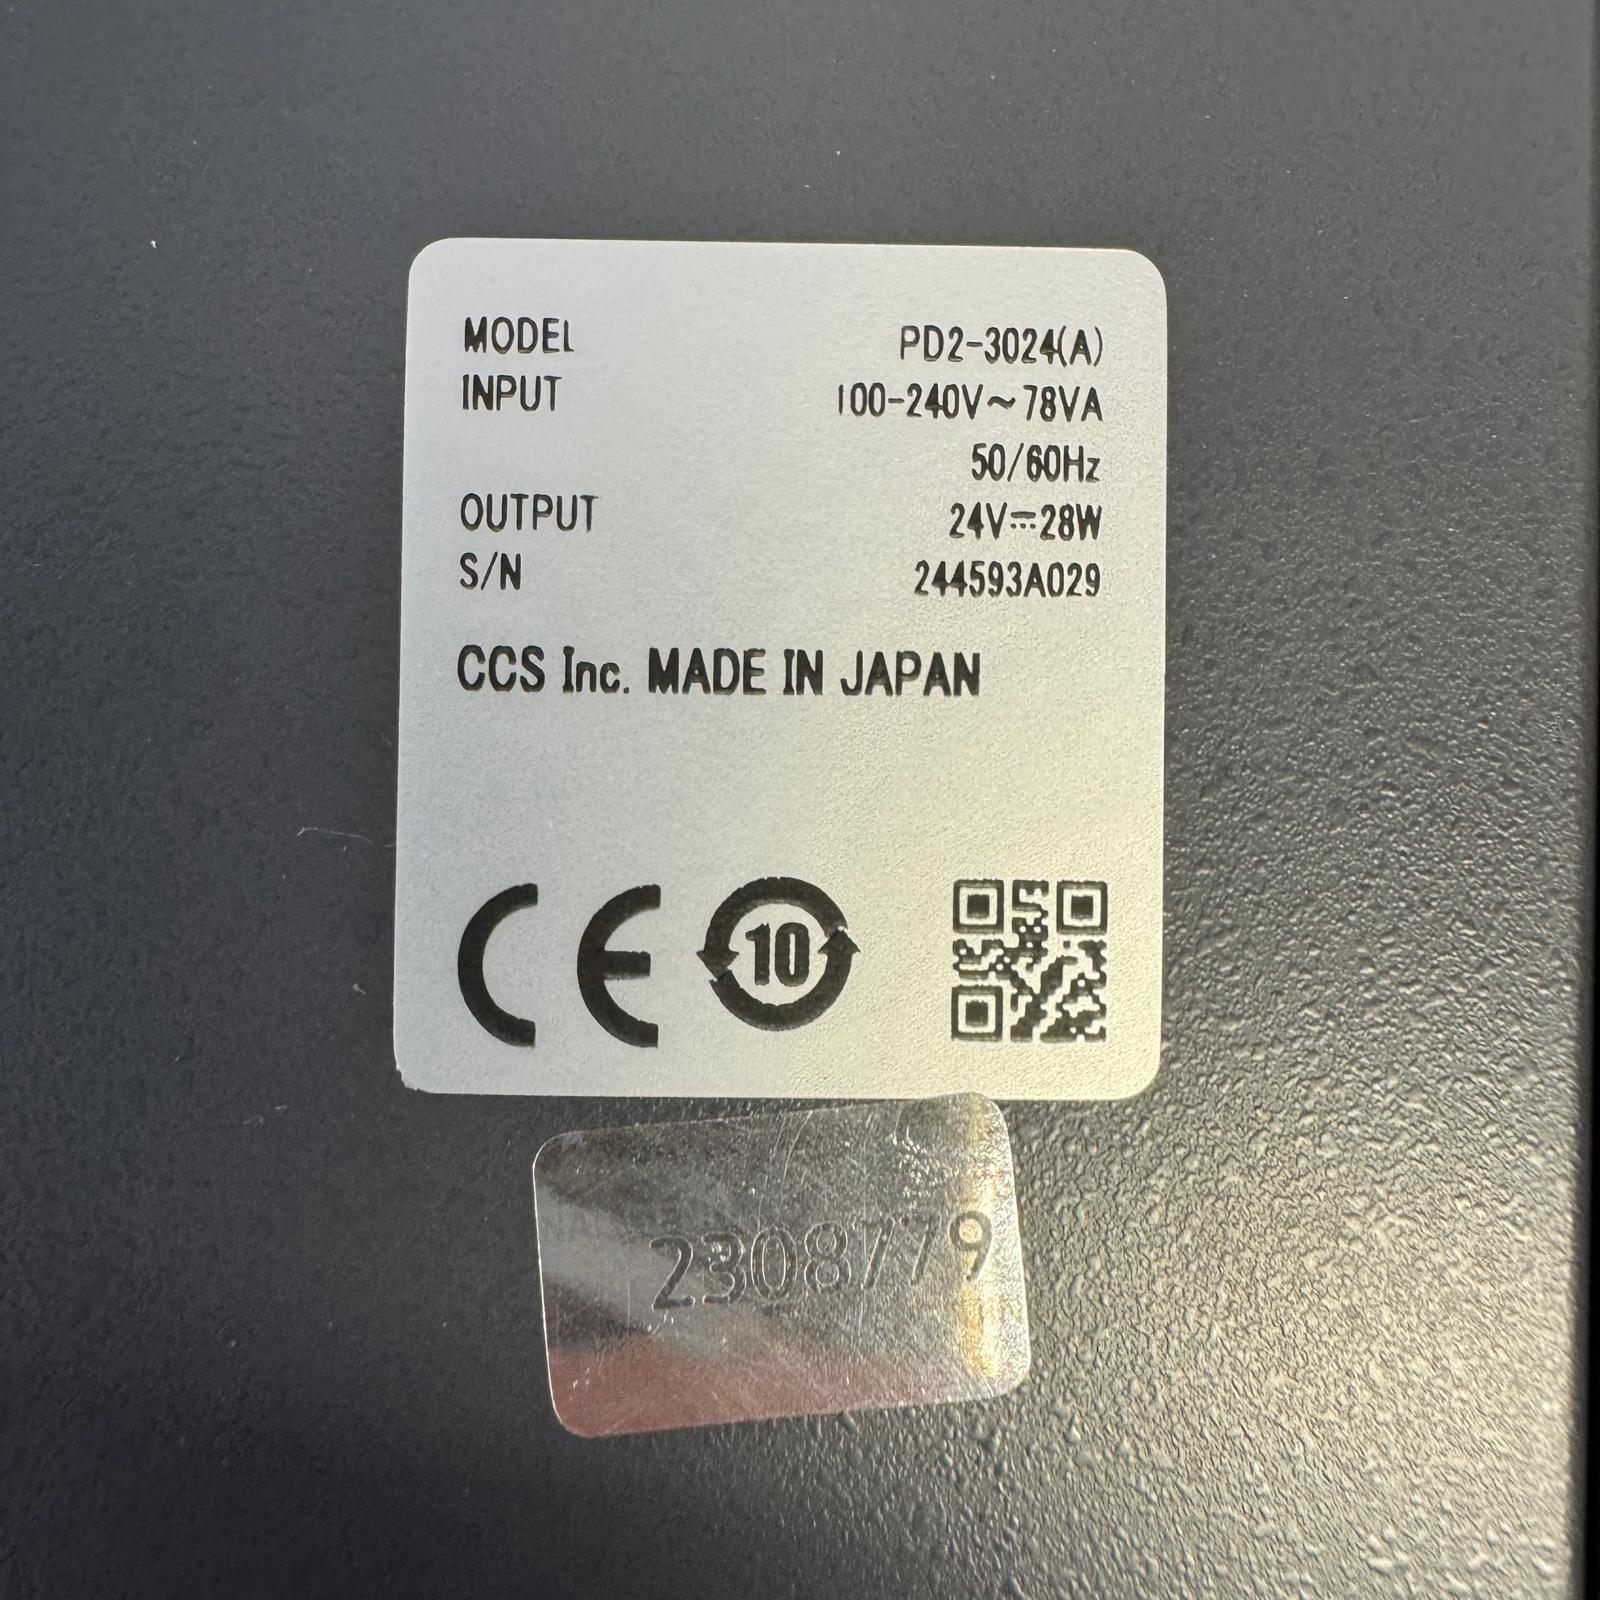 MODEL PD2-3024(A)
INPUT 100-240V~78VA
50/60Hz
OUTPUT 24V⎓28W
S/N 244593A029
CCS Inc. MADE IN JAPAN
CE 10
2308779